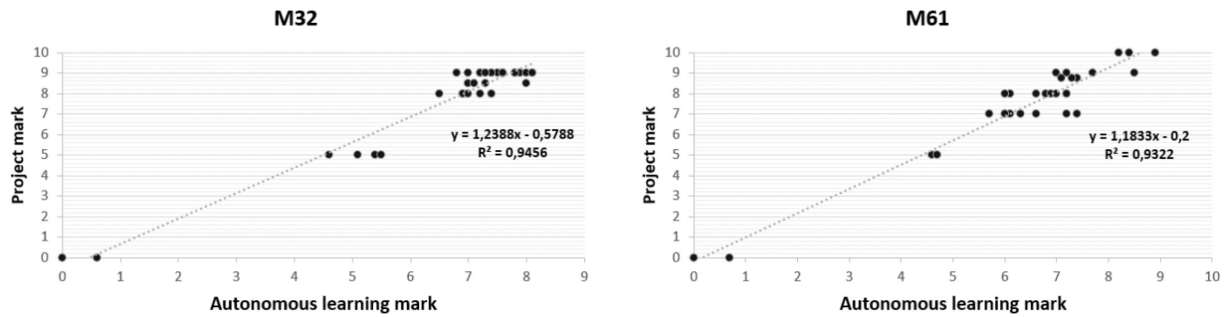 M32
10
9
8
7
6
5
4
3
2
1
0
Project mark
y = 1,2388x - 0,5788
R² = 0,9456
0 1 2 3 4 5 6 7 8 9
Autonomous learning mark
M61
10
9
8
7
6
5
4
3
2
1
0
Project mark
y = 1,1833x - 0,2
R² = 0,9322
0 1 2 3 4 5 6 7 8 9 10
Autonomous learning mark